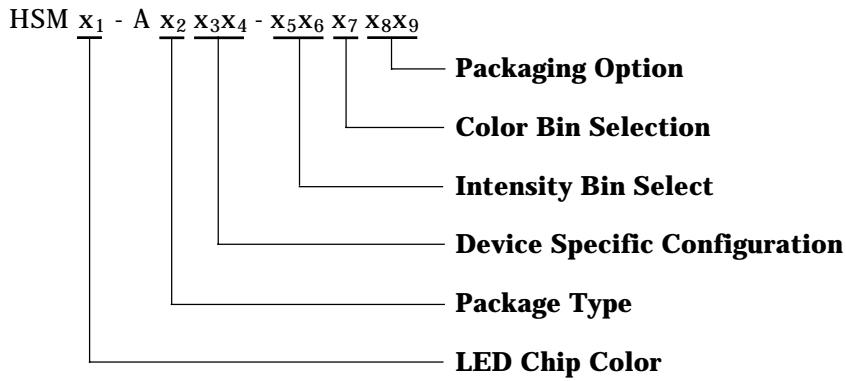 HSM x₁ - A x₂ x₃x₄ - x₅x₆ x₇ x₈x₉
Packaging Option
Color Bin Selection
Intensity Bin Select
Device Specific Configuration
Package Type
LED Chip Color